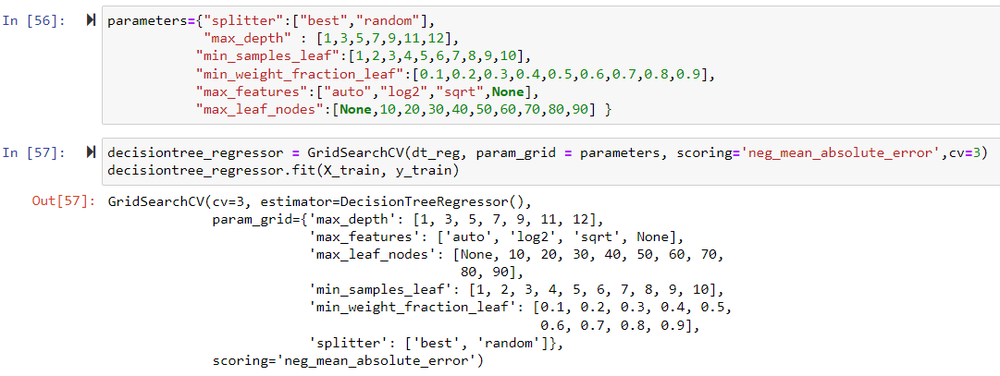 In [56]: parameters={"splitter":["best","random"],
"max_depth" : [1,3,5,7,9,11,12],
"min_samples_leaf":[1,2,3,4,5,6,7,8,9,10],
"min_weight_fraction_leaf":[0.1,0.2,0.3,0.4,0.5,0.6,0.7,0.8,0.9],
"max_features":["auto","log2","sqrt",None],
"max_leaf_nodes":[None,10,20,30,40,50,60,70,80,90] }
In [57]: decisiontree_regressor = GridSearchCV(dt_reg, param_grid = parameters, scoring='neg_mean_absolute_error',cv=3)
decisiontree_regressor.fit(X_train, y_train)
Out[57]: GridSearchCV(cv=3, estimator=DecisionTreeRegressor(),
param_grid={'max_depth': [1, 3, 5, 7, 9, 11, 12],
'max_features': ['auto', 'log2', 'sqrt', None],
'max_leaf_nodes': [None, 10, 20, 30, 40, 50, 60, 70,
80, 90],
'min_samples_leaf': [1, 2, 3, 4, 5, 6, 7, 8, 9, 10],
'min_weight_fraction_leaf': [0.1, 0.2, 0.3, 0.4, 0.5,
0.6, 0.7, 0.8, 0.9],
'splitter': ['best', 'random']},
scoring='neg_mean_absolute_error')